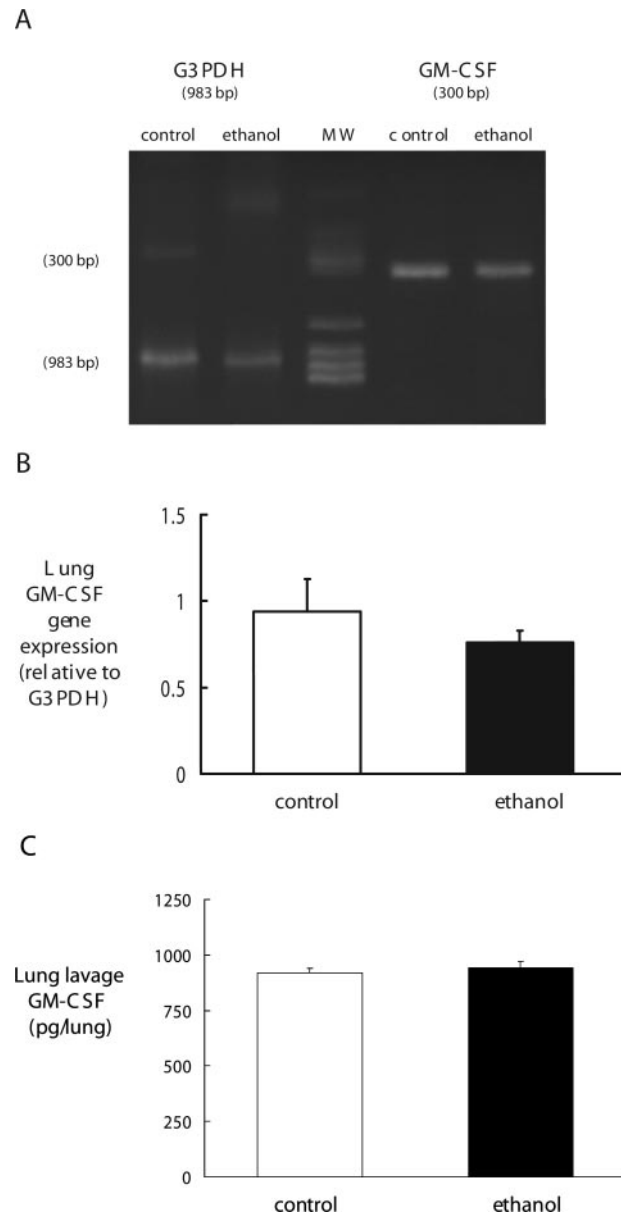 A
G3PDH
(983 bp)
GM-CSF
(300 bp)
control ethanol MW control ethanol
(300 bp)
(983 bp)
B
1.5
1
0.5
0
Lung
GM-CSF
gene
expression
(relative to
G3PDH)
control ethanol
C
1250
1000
750
500
250
0
Lung lavage
GM-CSF
(pg/lung)
control ethanol